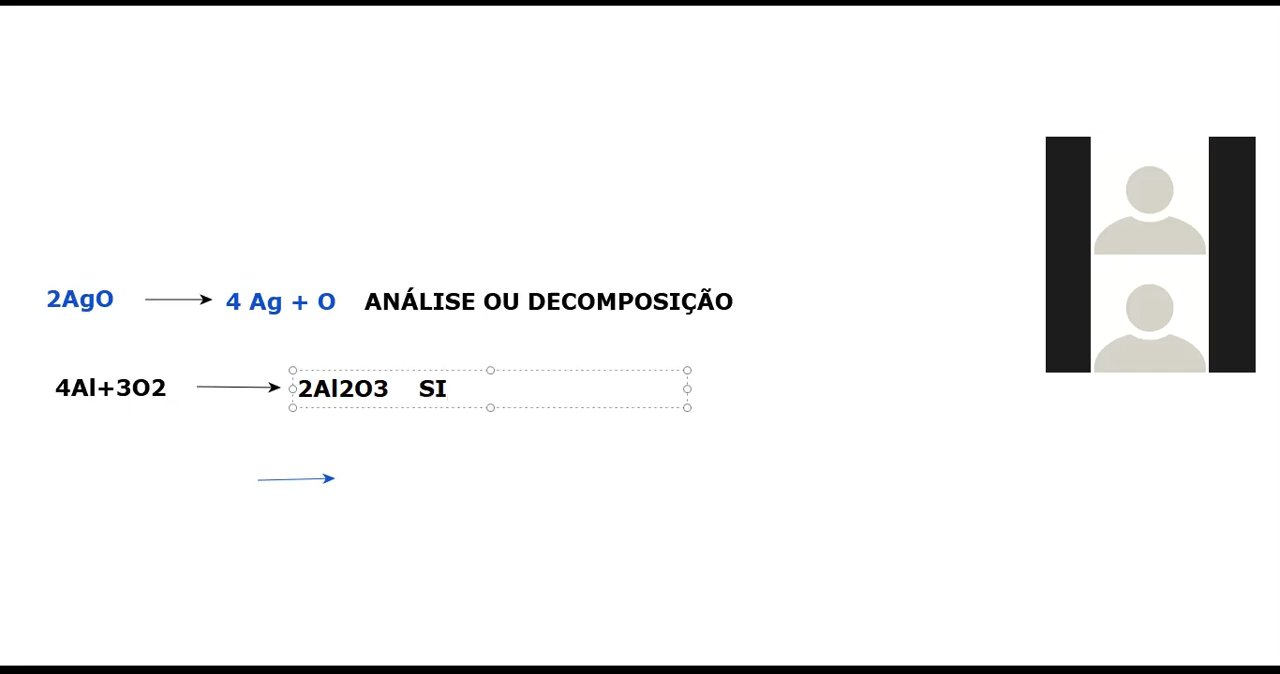 2AgO 4 Ag + O ANÁLISE OU DECOMPOSIÇÃO
4Al+3O2 2Al2O3 SI